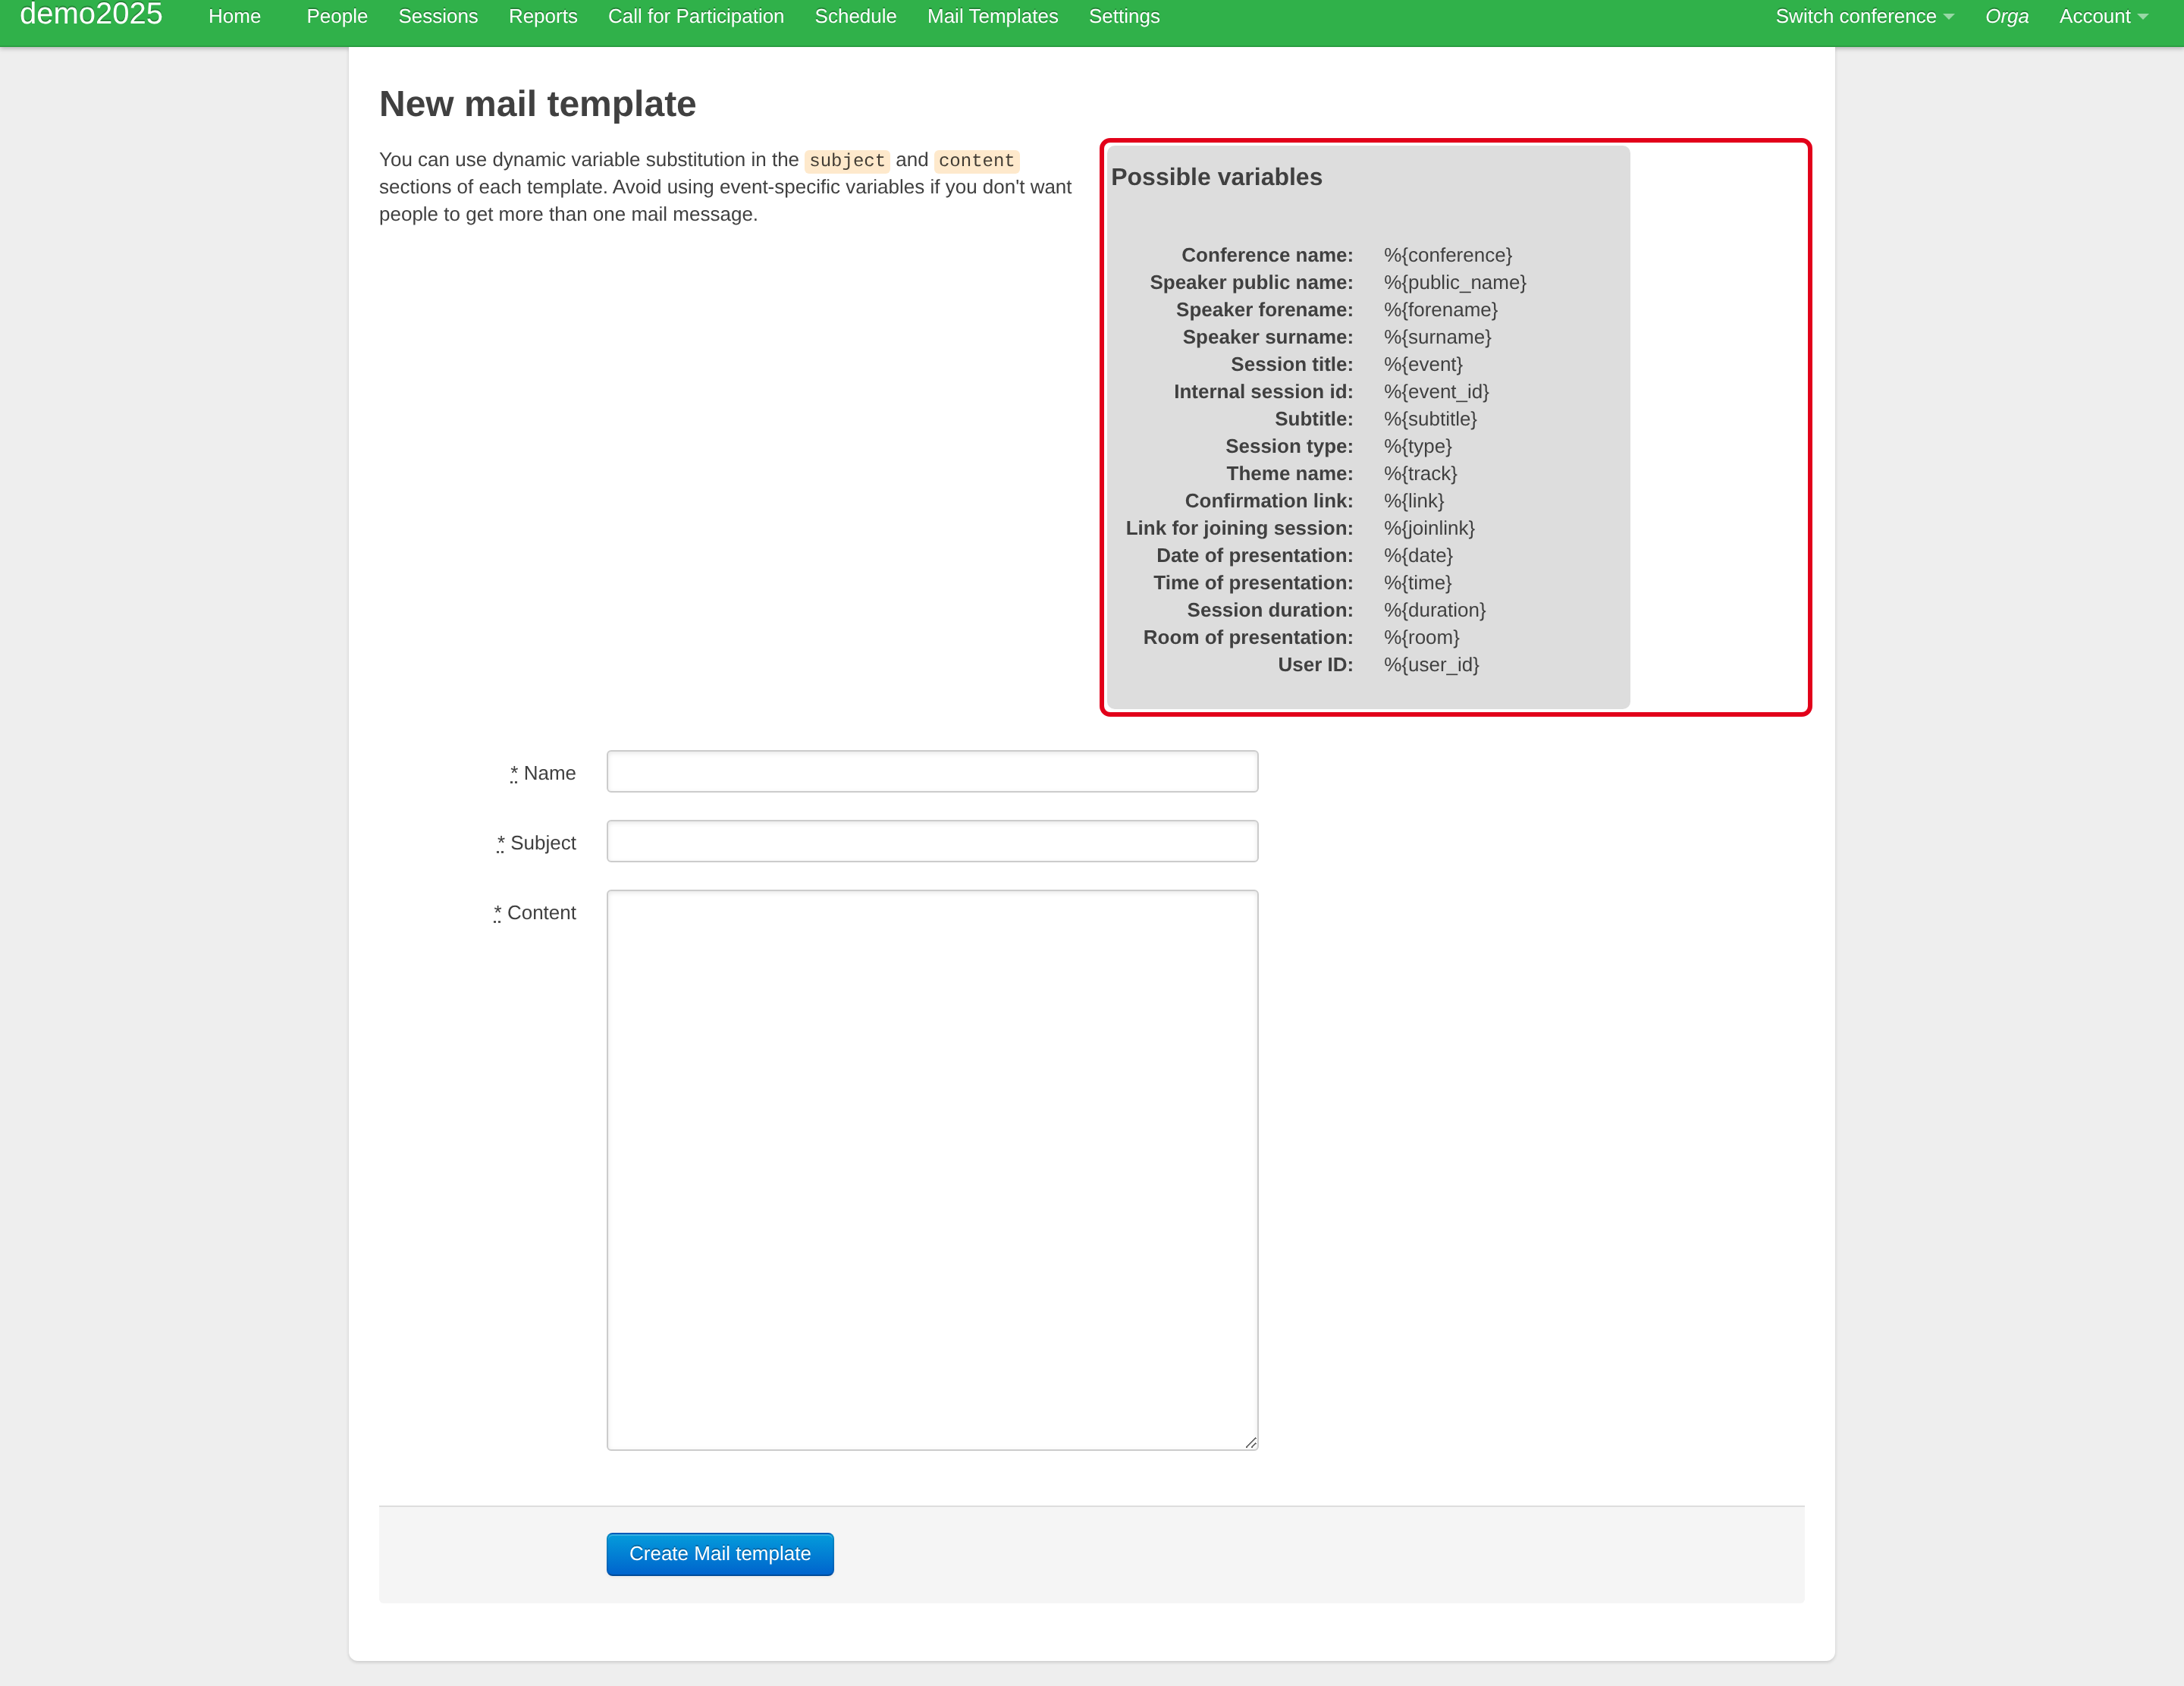 demo2025 Home People Sessions Reports Call for Participation Schedule Mail Templates Settings Switch conference Orga Account
New mail template
You can use dynamic variable substitution in the subject and content
sections of each template. Avoid using event-specific variables if you don't want
people to get more than one mail message.
Possible variables
Conference name: %{conference}
Speaker public name: %{public_name}
Speaker forename: %{forename}
Speaker surname: %{surname}
Session title: %{event}
Internal session id: %{event_id}
Subtitle: %{subtitle}
Session type: %{type}
Theme name: %{track}
Confirmation link: %{link}
Link for joining session: %{joinlink}
Date of presentation: %{date}
Time of presentation: %{time}
Session duration: %{duration}
Room of presentation: %{room}
User ID: %{user_id}
* Name
* Subject
* Content
Create Mail template